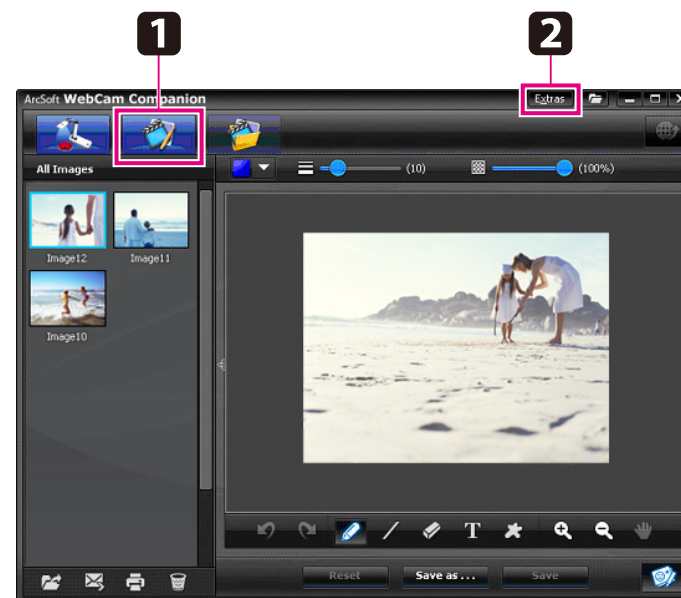 1 2
ArcSoft WebCam Companion Extras
All Images (10) (100%)
Image12 Image11
Image10
T
Reset Save as ... Save